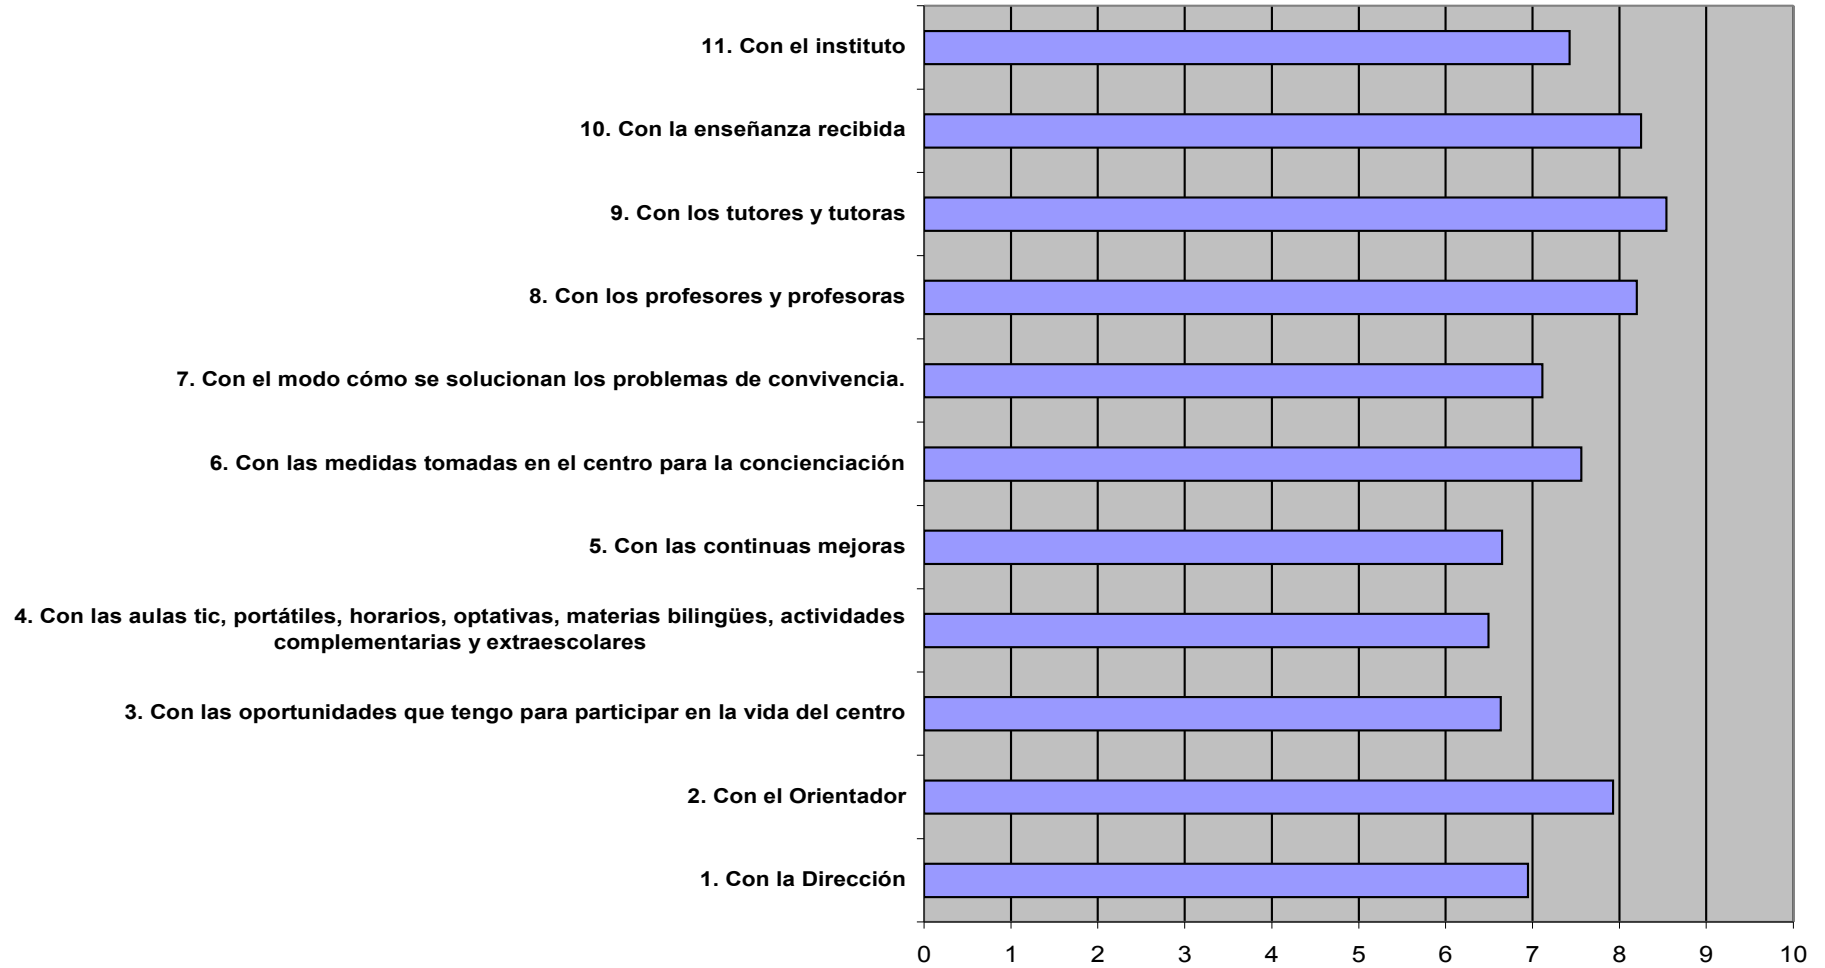 11. Con el instituto
10. Con la enseñanza recibida
9. Con los tutores y tutoras
8. Con los profesores y profesoras
7. Con el modo cómo se solucionan los problemas de convivencia.
6. Con las medidas tomadas en el centro para la concienciación
5. Con las continuas mejoras
4. Con las aulas tic, portátiles, horarios, optativas, materias bilingües, actividades
complementarias y extraescolares
3. Con las oportunidades que tengo para participar en la vida del centro
2. Con el Orientador
1. Con la Dirección
0 1 2 3 4 5 6 7 8 9 10